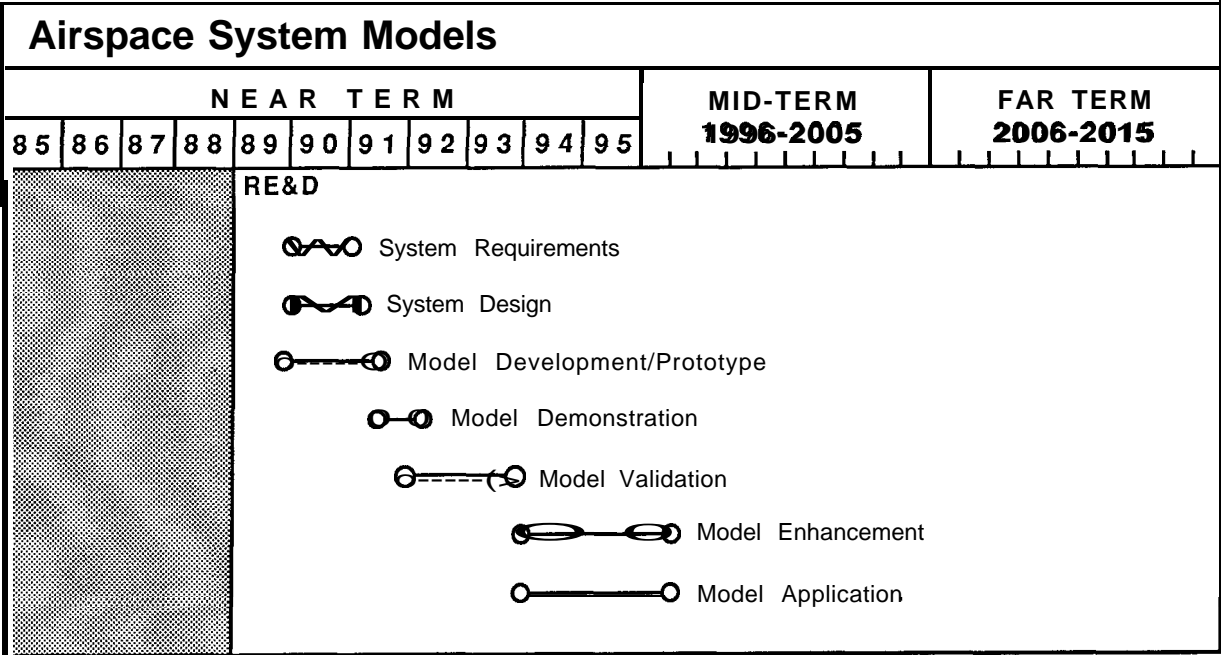 Airspace System Models
NEAR TERM
MID-TERM
FAR TERM
1996-2005
2006-2015
85 86 87 88 89 90 91 92 93 94 95
RE&D
System Requirements
System Design
Model Development/Prototype
Model Demonstration
Model Validation
Model Enhancement
Model Application